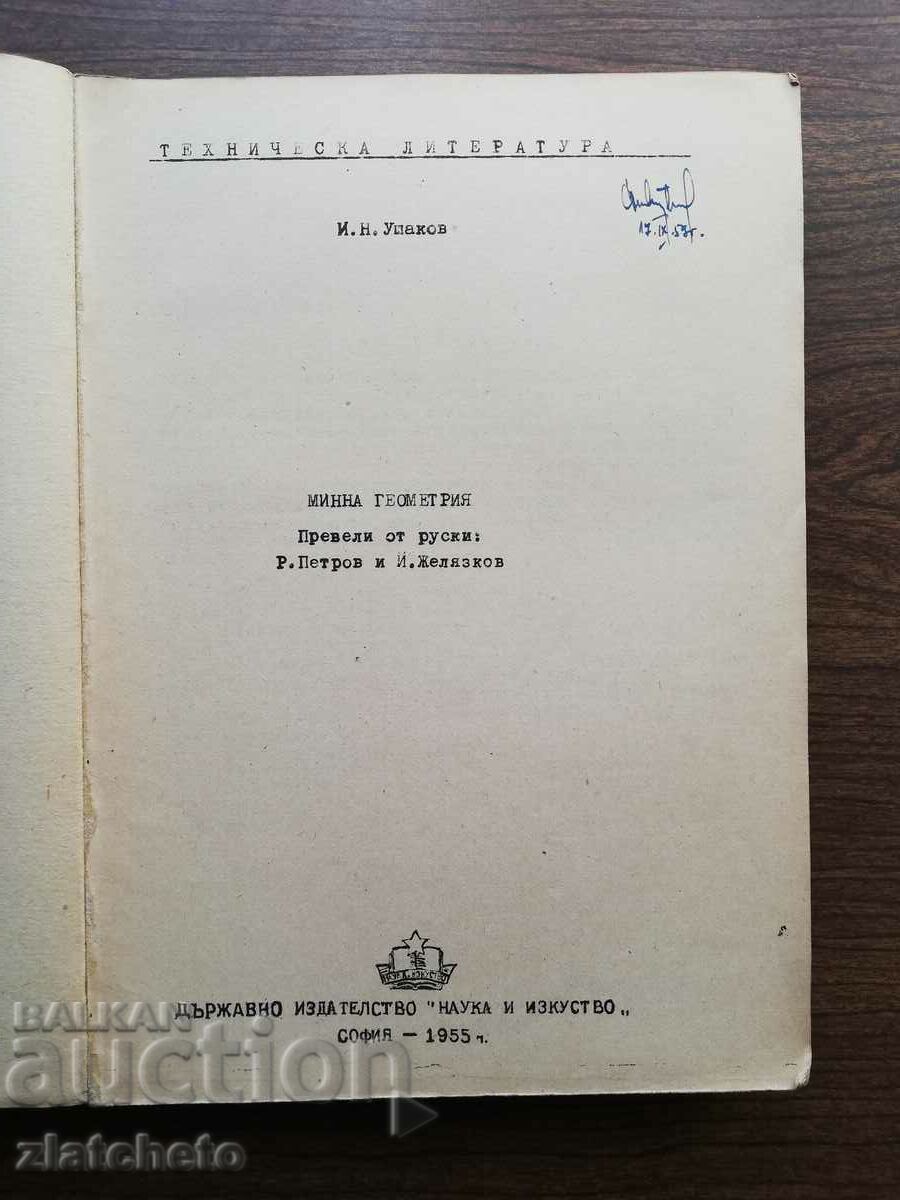 ТЕХНИЧЕСКА ЛИТЕРАТУРА
17.IX.53г.
И.Н.Ушаков
МИННА ГЕОМЕТРИЯ
Превели от руски:
Р.Петров и Й.Желязков
ДЪРЖАВНО ИЗДАТЕЛСТВО "НАУКА И ИЗКУСТВО„
СОФИЯ — 1955 г.
BALKAN
auction
zlatcheto